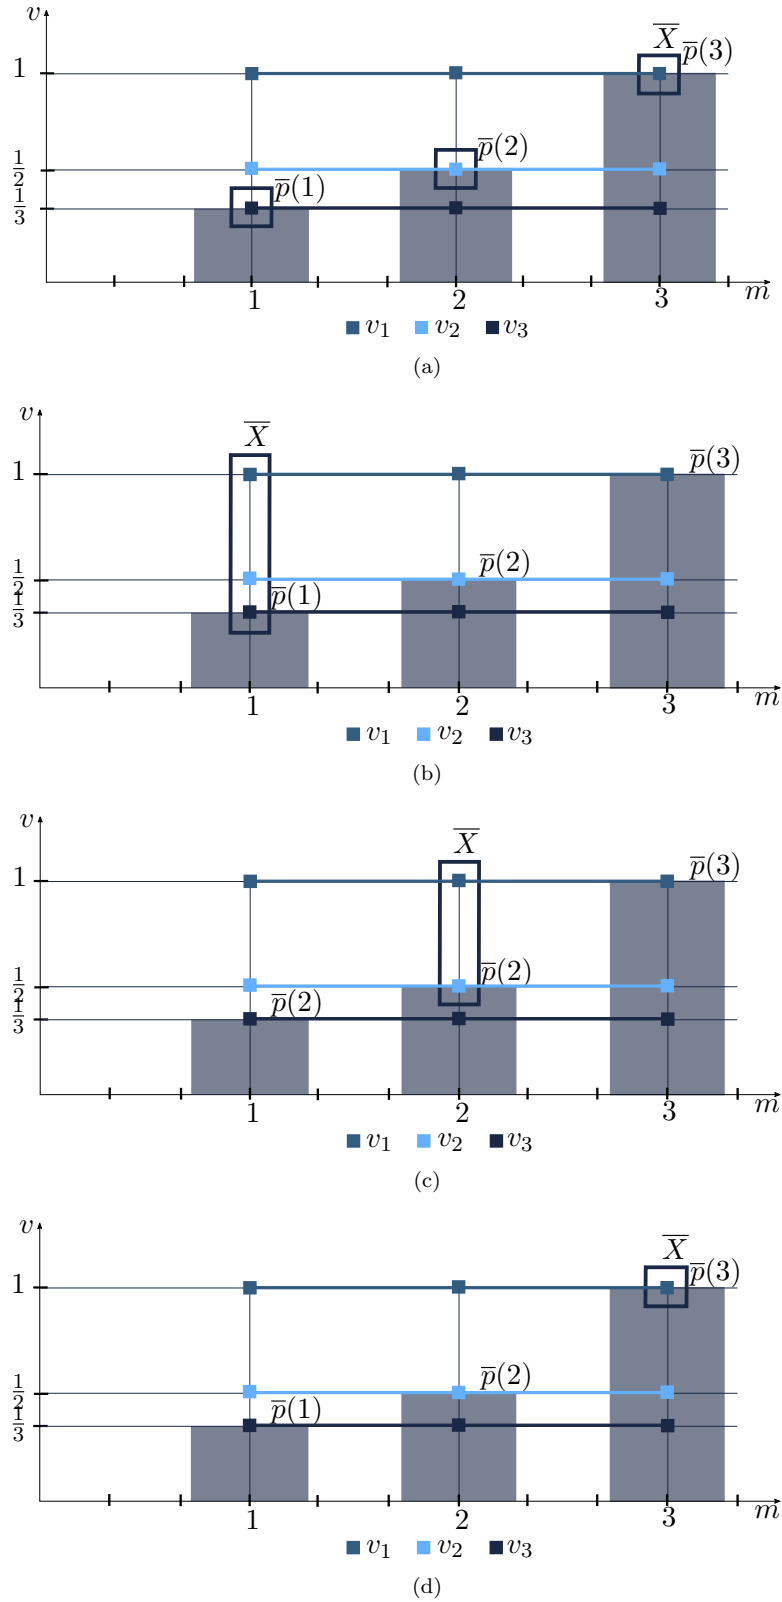 v
X̅
p̅(3)
1
p̅(2)
1/2
p̅(1)
1/3
1 2 3 m
v₁ v₂ v₃
(a)
v
X̅
p̅(3)
1
p̅(2)
1/2
p̅(1)
1/3
1 2 3 m
v₁ v₂ v₃
(b)
v
X̅
p̅(3)
1
p̅(2)
1/2
p̅(2)
1/3
1 2 3 m
v₁ v₂ v₃
(c)
v
X̅
p̅(3)
1
p̅(2)
1/2
p̅(1)
1/3
1 2 3 m
v₁ v₂ v₃
(d)